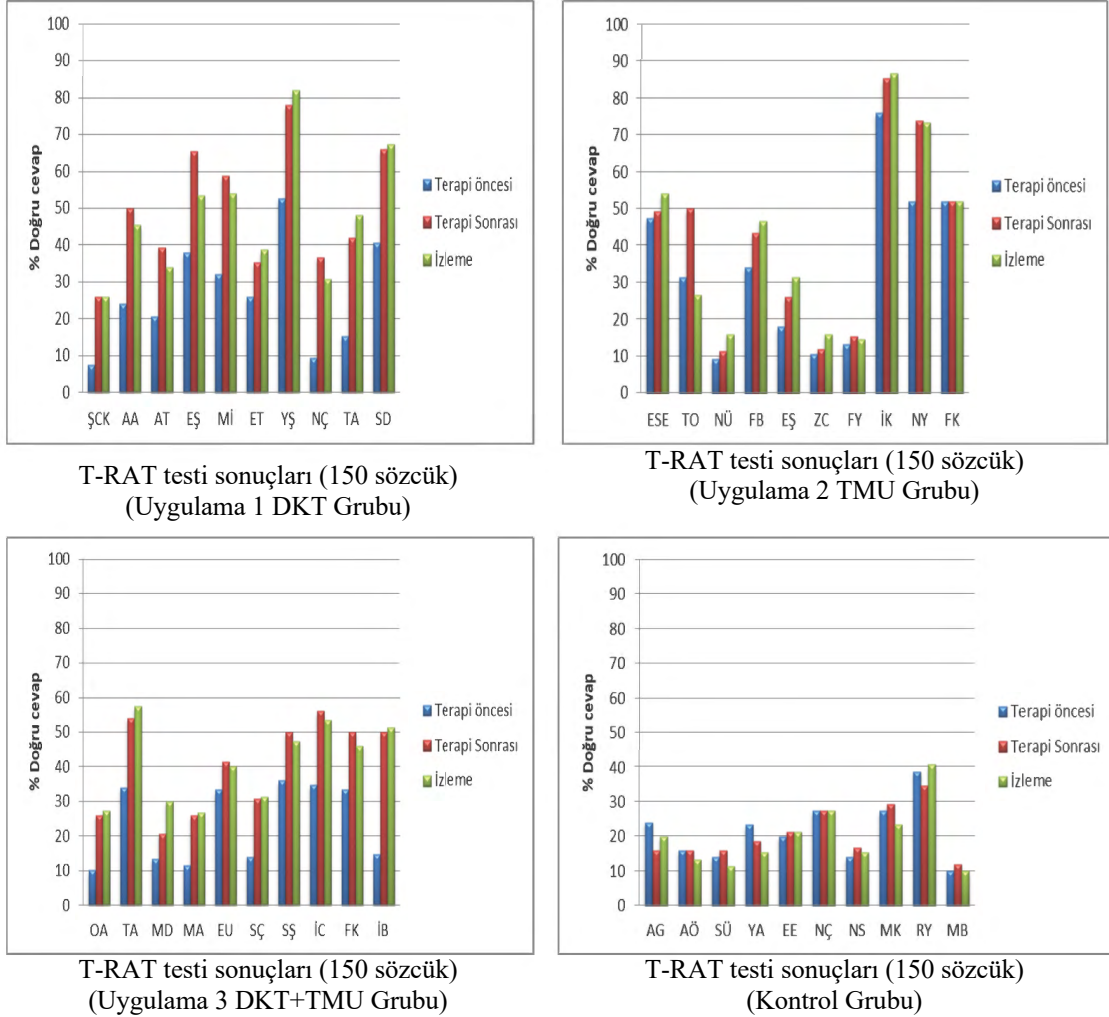 100
90
80
70
60
50
40
30
20
10
0
% Doğru cevap
ŞCK AA AT EŞ Mİ ET YŞ NÇ TA SD
Terapi öncesi
Terapi Sonrası
İzleme
T-RAT testi sonuçları (150 sözcük)
(Uygulama 1 DKT Grubu)
100
90
80
70
60
50
40
30
20
10
0
% Doğru cevap
ESE TO NÜ FB EŞ ZC FY İK NY FK
Terapi öncesi
Terapi Sonrası
İzleme
T-RAT testi sonuçları (150 sözcük)
(Uygulama 2 TMU Grubu)
100
90
80
70
60
50
40
30
20
10
0
% Doğru cevap
OA TA MD MA EU SÇ SŞ İC FK İB
Terapi öncesi
Terapi Sonrası
İzleme
T-RAT testi sonuçları (150 sözcük)
(Uygulama 3 DKT+TMU Grubu)
100
90
80
70
60
50
40
30
20
10
0
% Doğru cevap
AG AÖ SÜ YA EE NÇ NS MK RY MB
Terapi öncesi
Terapi Sonrası
İzleme
T-RAT testi sonuçları (150 sözcük)
(Kontrol Grubu)